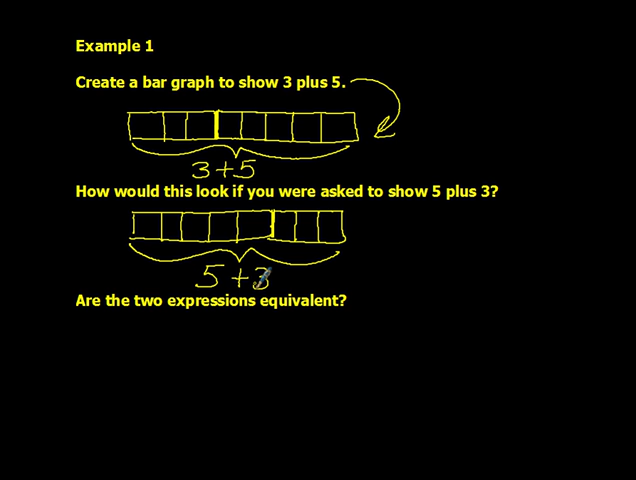 Example 1
Create a bar graph to show 3 plus 5.
3+5
How would this look if you were asked to show 5 plus 3?
5+3
Are the two expressions equivalent?